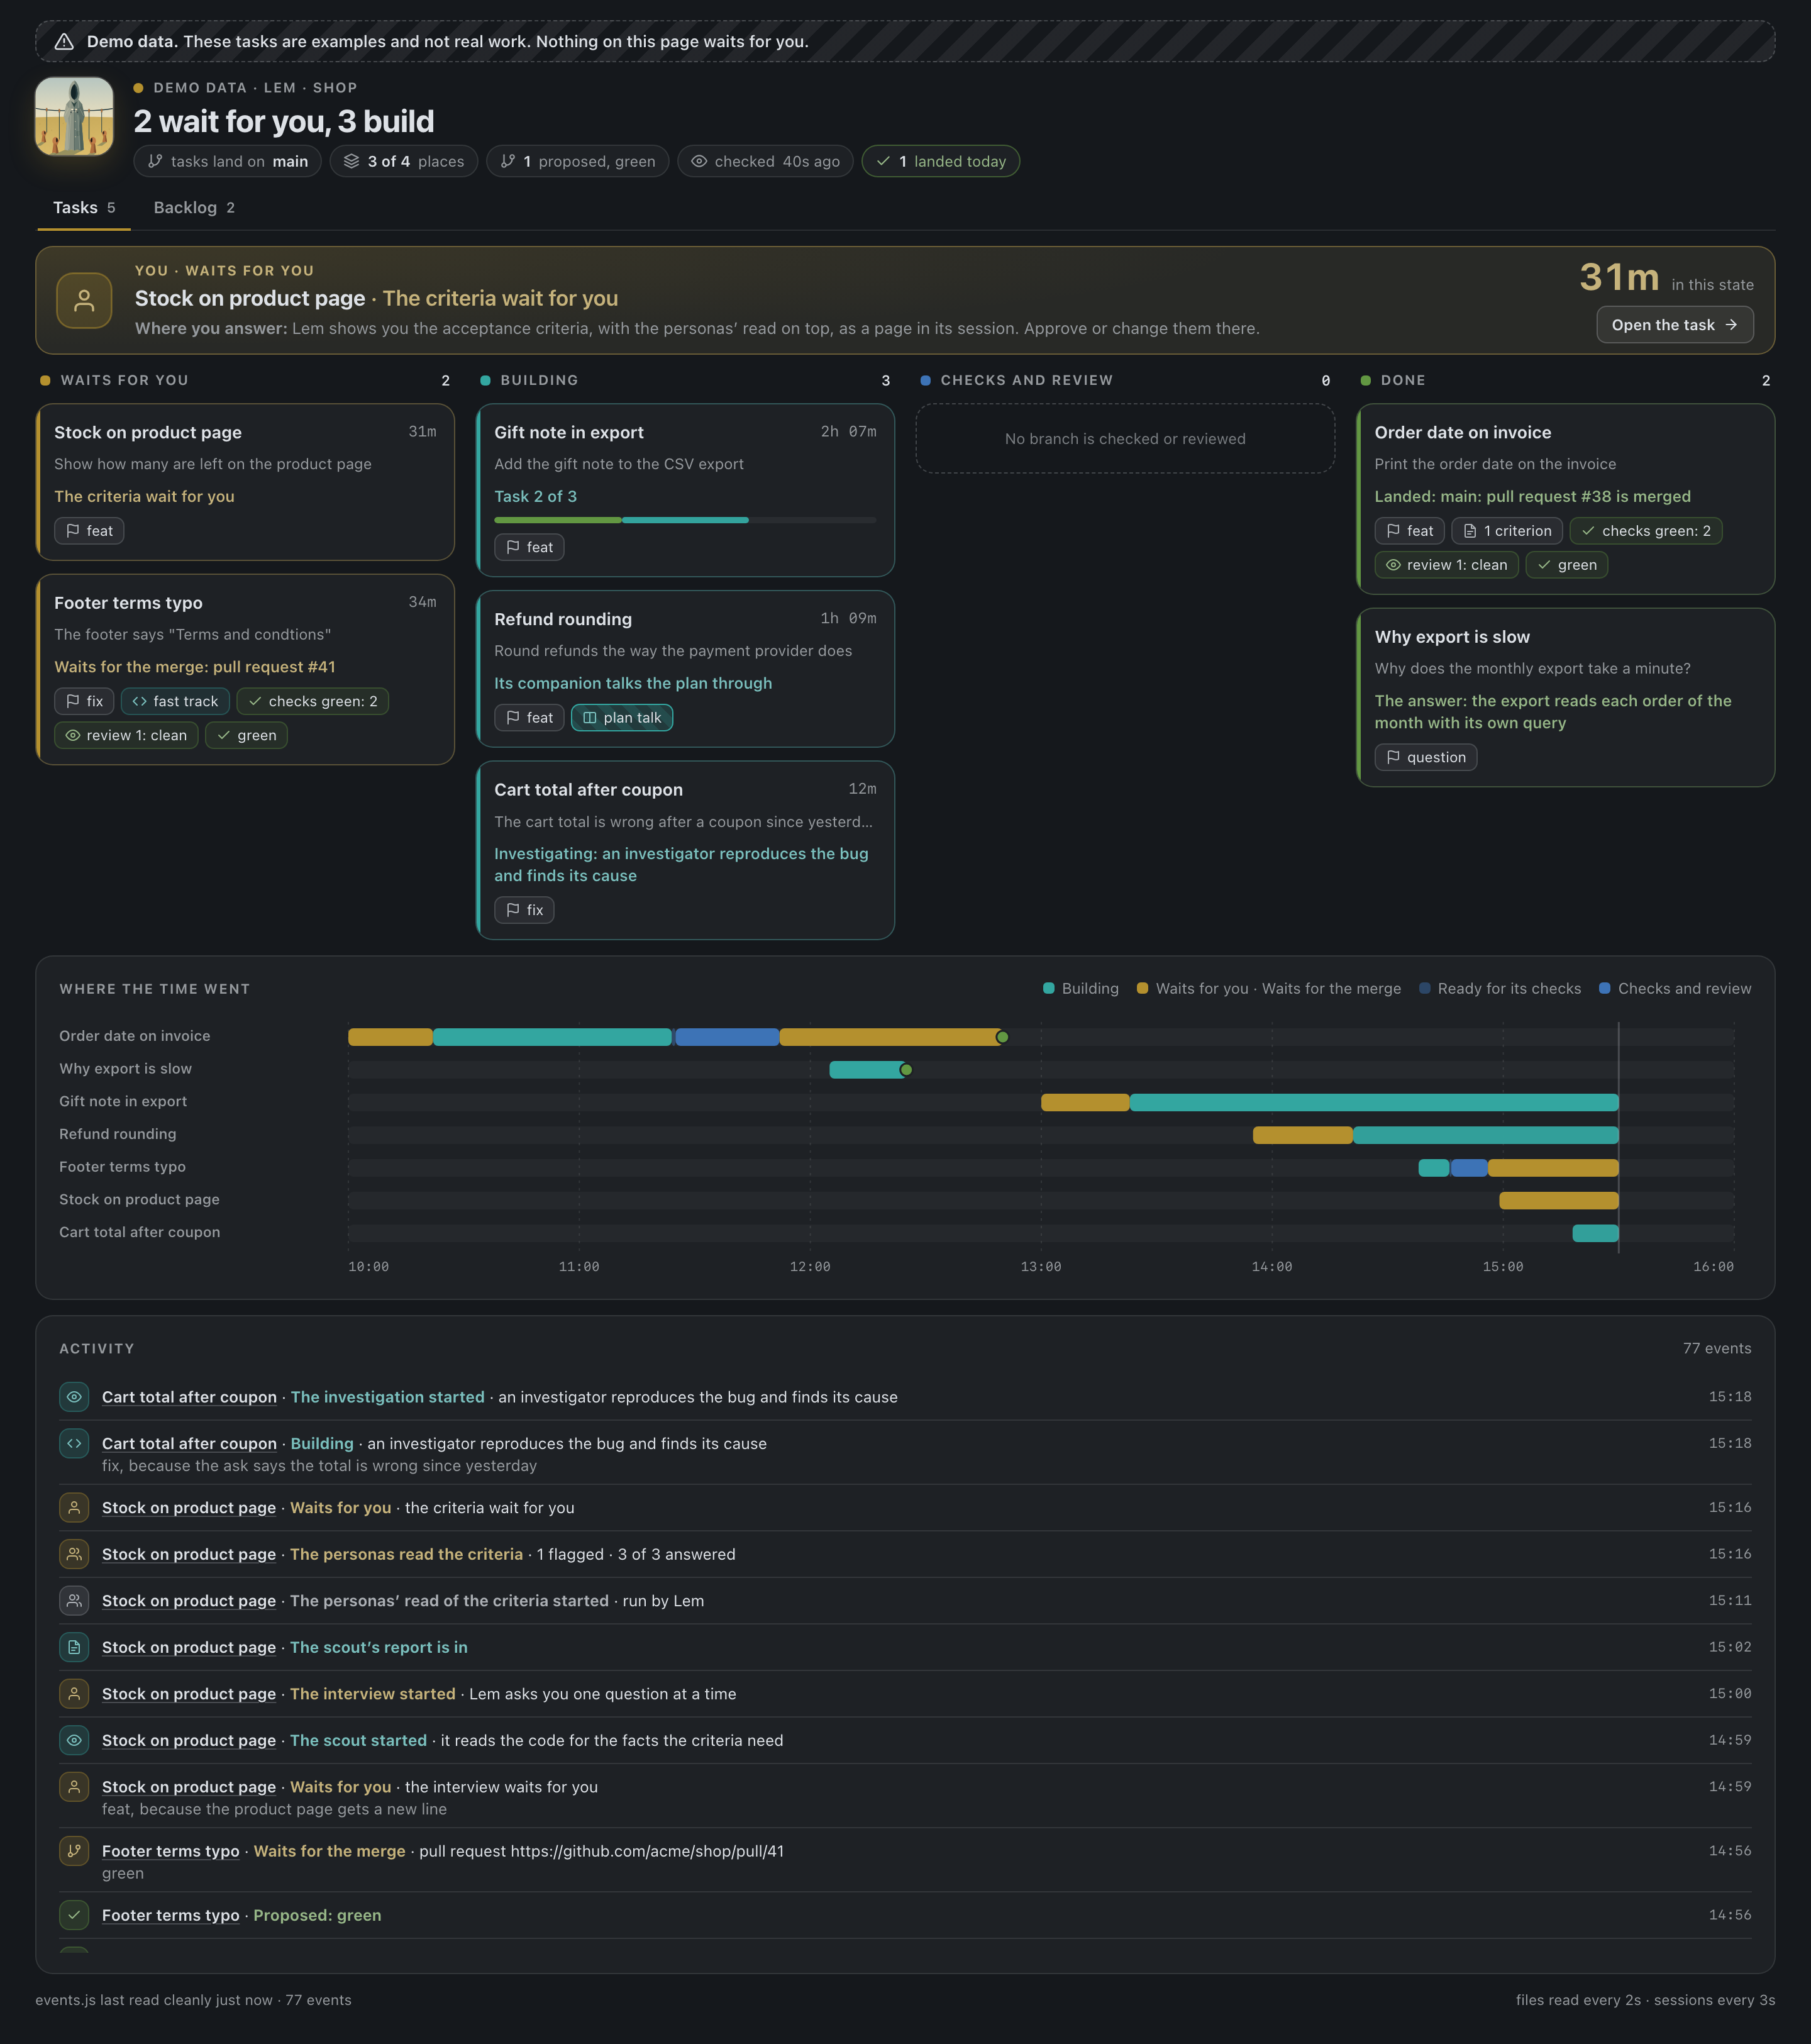 Demo data. These tasks are examples and not real work. Nothing on this page waits for you.
DEMO DATA · LEM · SHOP
2 wait for you, 3 build
tasks land on main
3 of 4 places
1 proposed, green
checked 40s ago
1 landed today
Tasks 5
Backlog 2
YOU · WAITS FOR YOU
Stock on product page · The criteria wait for you
Where you answer: Lem shows you the acceptance criteria, with the personas’ read on top, as a page in its session. Approve or change them there.
31m in this state
Open the task
WAITS FOR YOU 2
Stock on product page 31m
Show how many are left on the product page
The criteria wait for you
feat
Footer terms typo 34m
The footer says "Terms and condtions"
Waits for the merge: pull request #41
fix
fast track
checks green: 2
review 1: clean
green
BUILDING 3
Gift note in export 2h 07m
Add the gift note to the CSV export
Task 2 of 3
feat
Refund rounding 1h 09m
Round refunds the way the payment provider does
Its companion talks the plan through
feat
plan talk
Cart total after coupon 12m
The cart total is wrong after a coupon since yesterd...
Investigating: an investigator reproduces the bug
and finds its cause
fix
CHECKS AND REVIEW 0
No branch is checked or reviewed
DONE 2
Order date on invoice
Print the order date on the invoice
Landed: main: pull request #38 is merged
feat
1 criterion
checks green: 2
review 1: clean
green
Why export is slow
Why does the monthly export take a minute?
The answer: the export reads each order of the
month with its own query
question
WHERE THE TIME WENT
Building
Waits for you · Waits for the merge
Ready for its checks
Checks and review
Order date on invoice
Why export is slow
Gift note in export
Refund rounding
Footer terms typo
Stock on product page
Cart total after coupon
10:00 11:00 12:00 13:00 14:00 15:00 16:00
ACTIVITY
77 events
Cart total after coupon · The investigation started · an investigator reproduces the bug and finds its cause 15:18
Cart total after coupon · Building · an investigator reproduces the bug and finds its cause 15:18
fix, because the ask says the total is wrong since yesterday
Stock on product page · Waits for you · the criteria wait for you 15:16
Stock on product page · The personas read the criteria · 1 flagged · 3 of 3 answered 15:16
Stock on product page · The personas’ read of the criteria started · run by Lem 15:11
Stock on product page · The scout’s report is in 15:02
Stock on product page · The interview started · Lem asks you one question at a time 15:00
Stock on product page · The scout started · it reads the code for the facts the criteria need 14:59
Stock on product page · Waits for you · the interview waits for you 14:59
feat, because the product page gets a new line
Footer terms typo · Waits for the merge · pull request https://github.com/acme/shop/pull/41 14:56
green
Footer terms typo · Proposed: green 14:56
events.js last read cleanly just now · 77 events
files read every 2s · sessions every 3s